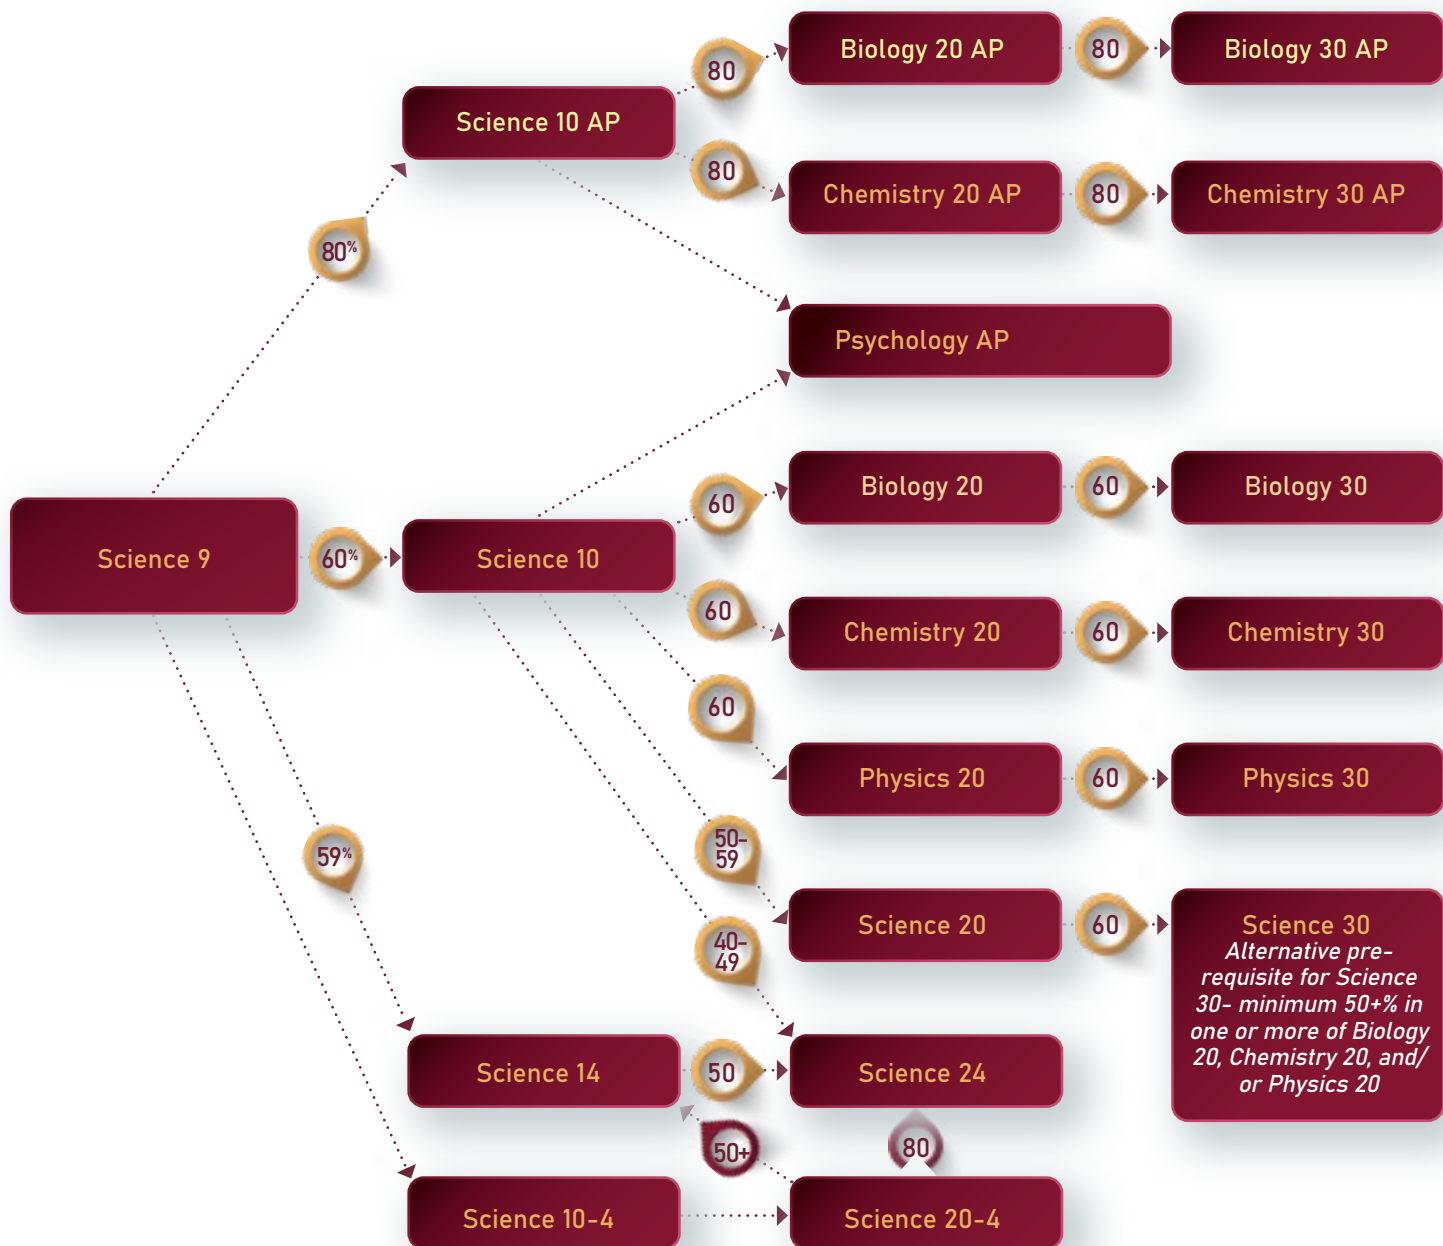 Biology 20 AP
80
Biology 30 AP
80
Science 10 AP
80
Chemistry 20 AP
80
Chemistry 30 AP
80%
Psychology AP
Biology 20
60
Biology 30
60
Science 9
60%
Science 10
60
Chemistry 20
60
Chemistry 30
60
Physics 20
60
Physics 30
59%
50-
59
Science 20
60
Science 30
Alternative pre-
requisite for Science
30- minimum 50+% in
one or more of Biology
20, Chemistry 20, and/
or Physics 20
40-
49
Science 14
50
Science 24
50+
80
Science 10-4
Science 20-4